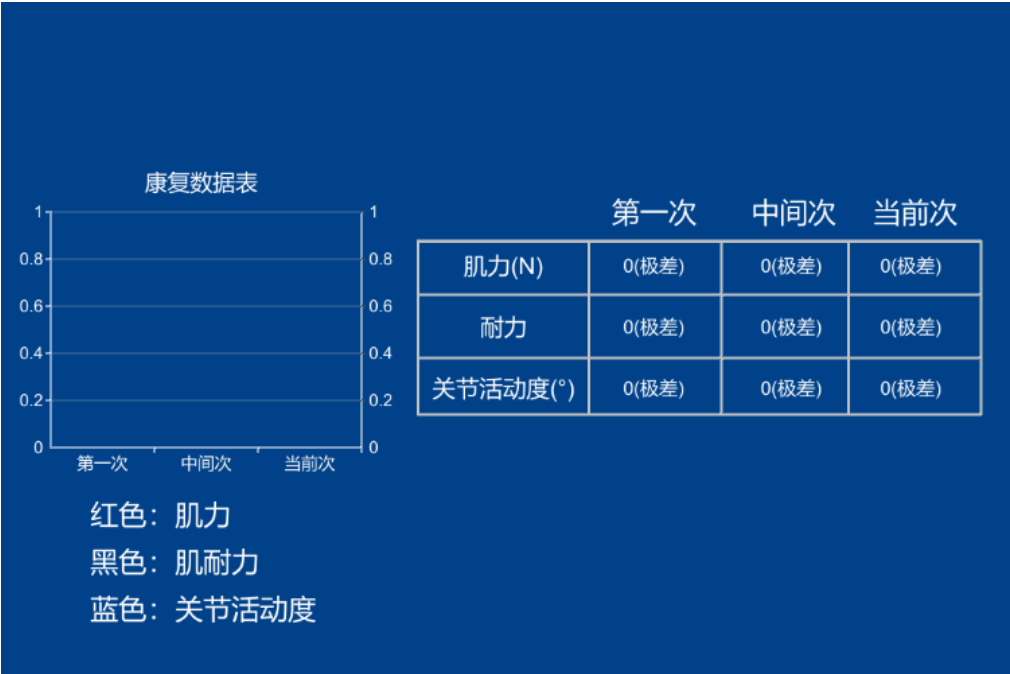 康复数据表
1 1
0.8 0.8
0.6 0.6
0.4 0.4
0.2 0.2
0 0
第一次 中间次 当前次
红色：肌力
黑色：肌耐力
蓝色：关节活动度
第一次 中间次 当前次
肌力(N) 0(极差) 0(极差) 0(极差)
耐力 0(极差) 0(极差) 0(极差)
关节活动度(°) 0(极差) 0(极差) 0(极差)